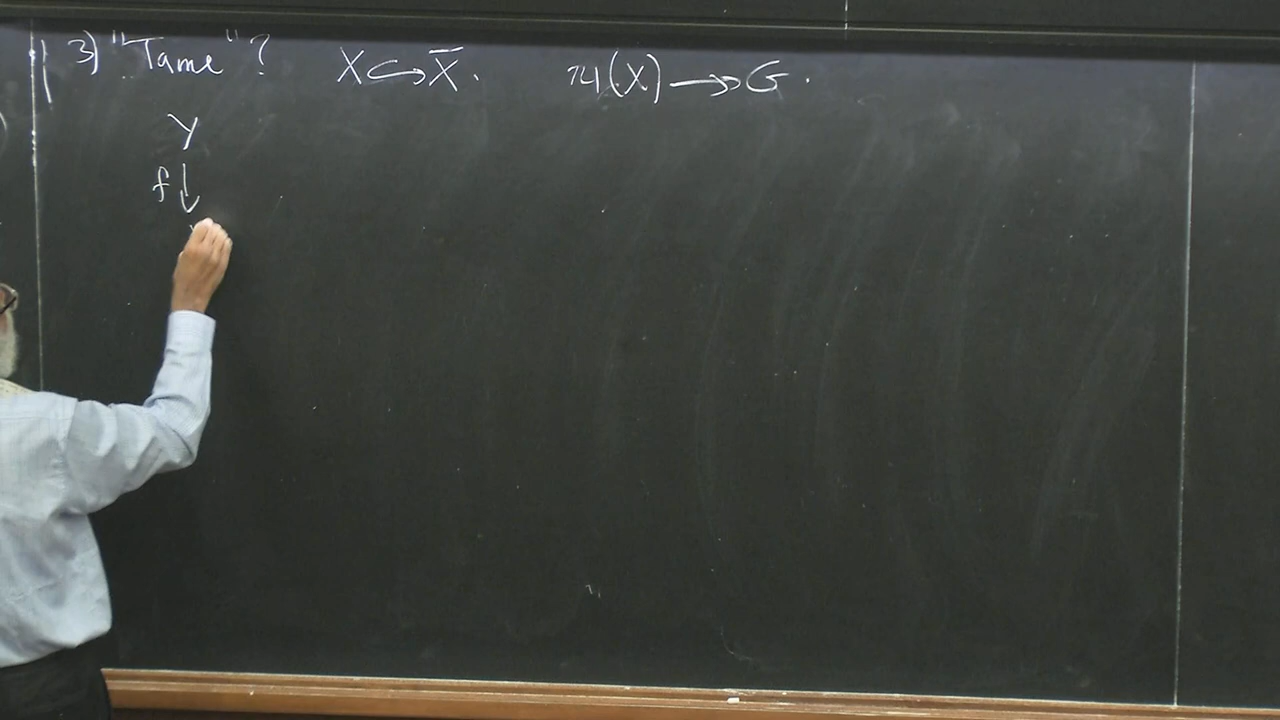 3) "Tame"? X ↪ X̄. π₁(X) ↠ G.
Y
f ↓